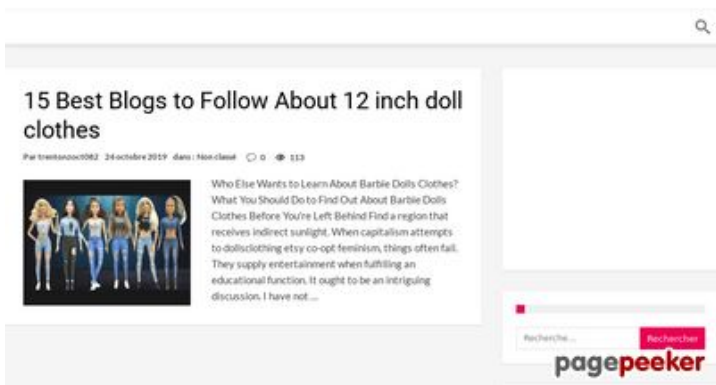 15 Best Blogs to Follow About 12 inch doll
clothes
Par trentonzoct082 24 octobre 2019 dans : Non classé 0 113
Who Else Wants to Learn About Barbie Dolls Clothes?
What You Should Do to Find Out About Barbie Dolls
Clothes Before You're Left Behind Find a region that
receives indirect sunlight. When capitalism attempts
to dollsclothing etsy co-opt feminism, things often fail.
They supply entertainment when fulfilling an
educational function. It ought to be an intriguing
discussion. I have not ...
Recherche... Rechercher
pagepeeker